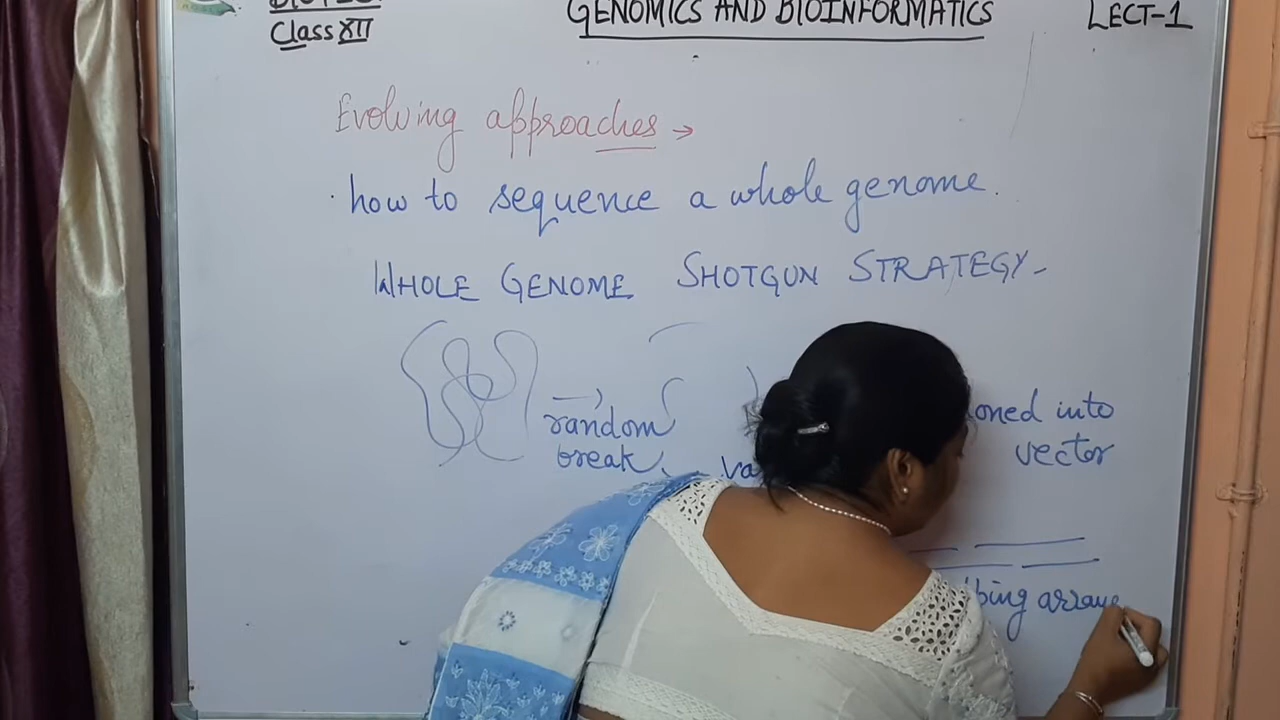 GENOMICS AND BIOINFORMATICS
LECT-1
Class XII
Evolving approaches →
· how to sequence a whole genome.
WHOLE GENOME SHOTGUN STRATEGY-
random
break
into
vector